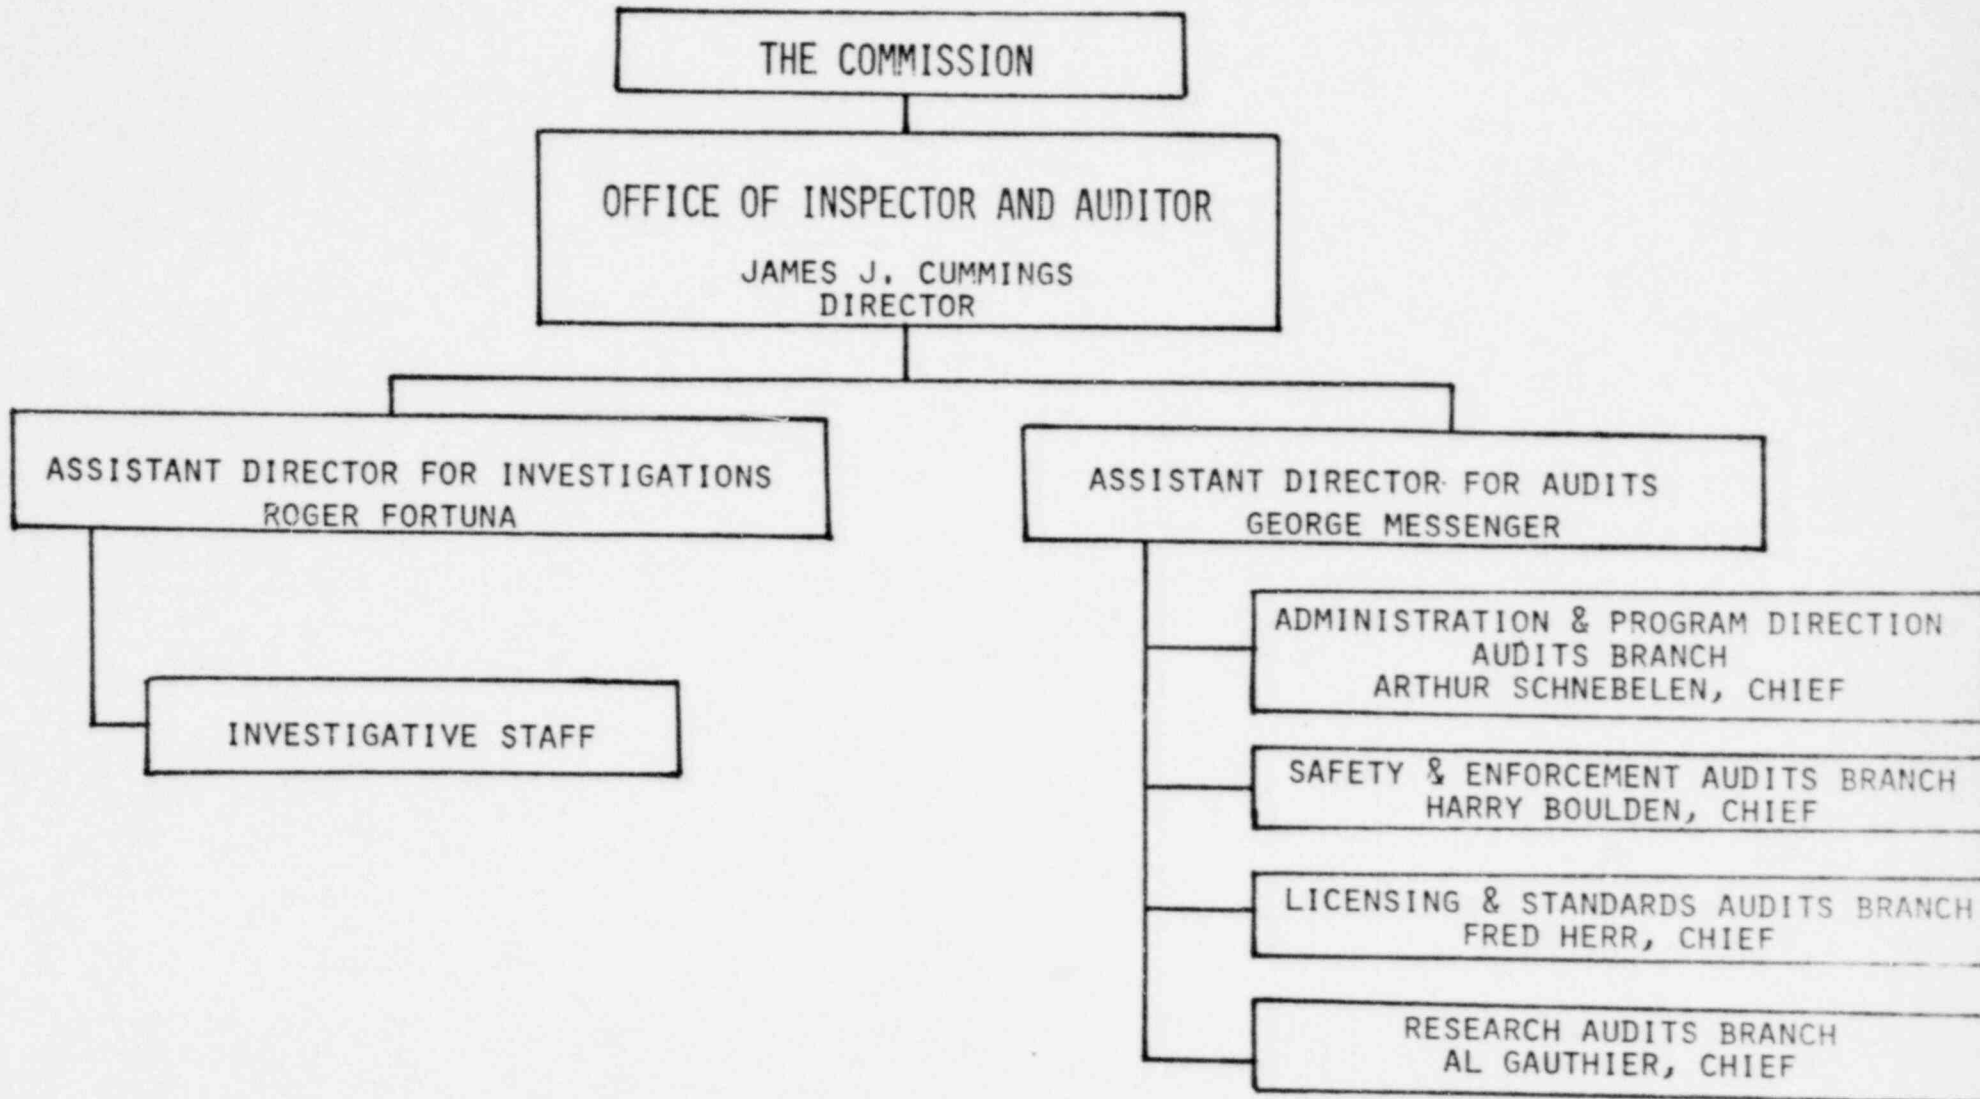 THE COMMISSION
OFFICE OF INSPECTOR AND AUDITOR
JAMES J. CUMMINGS
DIRECTOR
ASSISTANT DIRECTOR FOR INVESTIGATIONS
ROGER FORTUNA
INVESTIGATIVE STAFF
ASSISTANT DIRECTOR FOR AUDITS
GEORGE MESSENGER
ADMINISTRATION & PROGRAM DIRECTION
AUDITS BRANCH
ARTHUR SCHNEBELEN, CHIEF
SAFETY & ENFORCEMENT AUDITS BRANCH
HARRY BOULDEN, CHIEF
LICENSING & STANDARDS AUDITS BRANCH
FRED HERR, CHIEF
RESEARCH AUDITS BRANCH
AL GAUTHIER, CHIEF